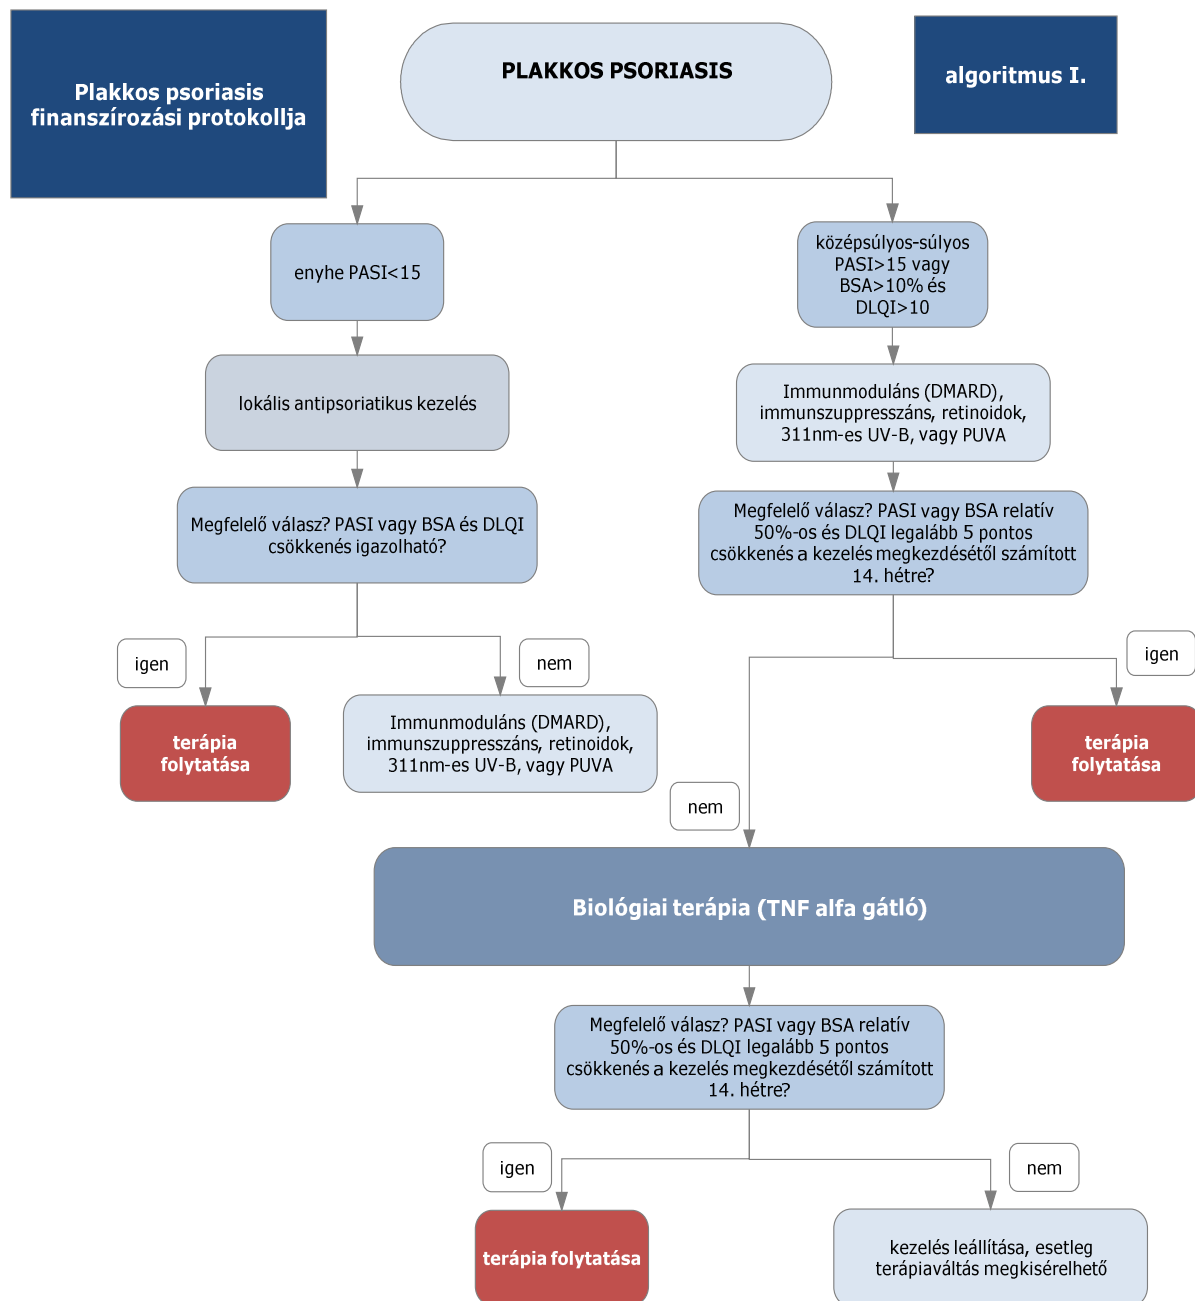 Plakkos psoriasis
finanszírozási protokollja
PLAKKOS PSORIASIS
algoritmus I.
enyhe PASI<15
középsúlyos-súlyos
PASI>15 vagy
BSA>10% és
DLQI>10
lokális antipsoriatikus kezelés
Immunmoduláns (DMARD),
immunszuppresszáns, retinoidok,
311nm-es UV-B, vagy PUVA
Megfelelő válasz? PASI vagy BSA és DLQI
csökkenés igazolható?
Megfelelő válasz? PASI vagy BSA relatív
50%-os és DLQI legalább 5 pontos
csökkenés a kezelés megkezdésétől számított
14. hétre?
igen
nem
igen
terápia
folytatása
Immunmoduláns (DMARD),
immunszuppresszáns, retinoidok,
311nm-es UV-B, vagy PUVA
terápia
folytatása
nem
Biológiai terápia (TNF alfa gátló)
Megfelelő válasz? PASI vagy BSA relatív
50%-os és DLQI legalább 5 pontos
csökkenés a kezelés megkezdésétől számított
14. hétre?
igen
nem
terápia folytatása
kezelés leállítása, esetleg
terápiaváltás megkisérelhető